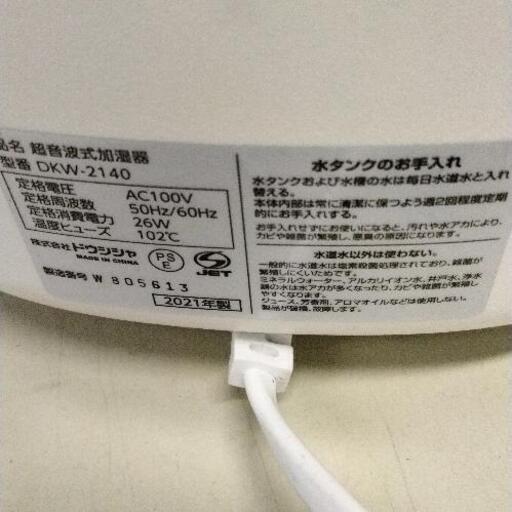 品名 超音波式加湿器
型番 DKW-2140
定格電圧 AC100V
定格周波数 50Hz/60Hz
定格消費電力 26W
温度ヒューズ 102℃
株式会社ドウシシャ
MADE IN CHINA
PS
E
JET
製造番号 W 805613
2021年製
水タンクのお手入れ
水タンクおよび水槽の水は毎日水道水と入れ
替える。
本体内部は常に清潔に保つよう週2回程度定期
的にお手入れする。
お手入れせずにお使いになると、汚れや水アカにより、
カビや雑菌が繁殖し、悪臭の原因になります。
水道水以外は使わない。
一般的に水道水は塩素殺菌処理されており、雑菌が
繁殖しにくいためです。
ミネラルウォーター、アルカリイオン水、井戸水、浄水
器の水は水アカが多くなったり、カビや雑菌が繁殖し
やすくなります。
ジュース、芳香剤、アロマオイルなどは使用しない。
製品が破損、故障します。